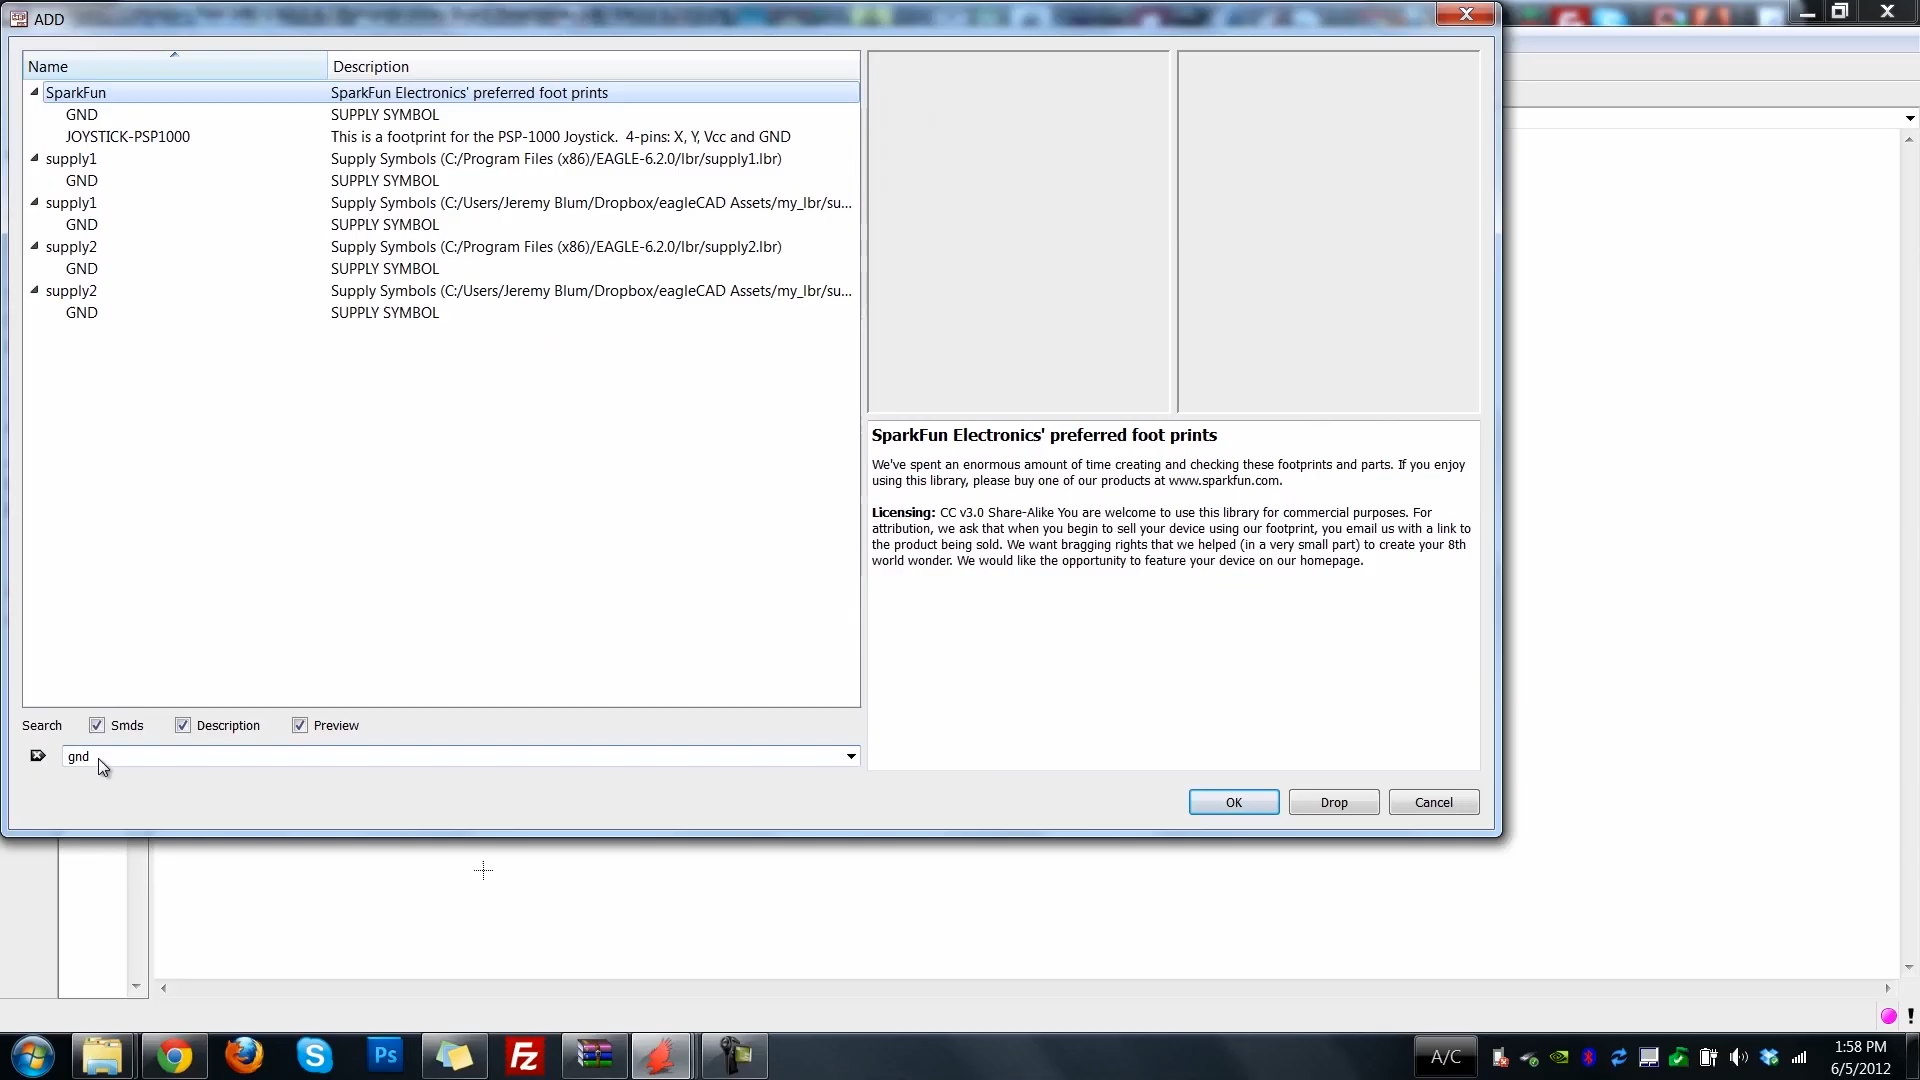 ADD
Name Description
SparkFun SparkFun Electronics' preferred foot prints
GND SUPPLY SYMBOL
JOYSTICK-PSP1000 This is a footprint for the PSP-1000 Joystick. 4-pins: X, Y, Vcc and GND
supply1 Supply Symbols (C:/Program Files (x86)/EAGLE-6.2.0/lbr/supply1.lbr)
GND SUPPLY SYMBOL
supply1 Supply Symbols (C:/Users/Jeremy Blum/Dropbox/eagleCAD Assets/my_lbr/su...
GND SUPPLY SYMBOL
supply2 Supply Symbols (C:/Program Files (x86)/EAGLE-6.2.0/lbr/supply2.lbr)
GND SUPPLY SYMBOL
supply2 Supply Symbols (C:/Users/Jeremy Blum/Dropbox/eagleCAD Assets/my_lbr/su...
GND SUPPLY SYMBOL
SparkFun Electronics' preferred foot prints
We've spent an enormous amount of time creating and checking these footprints and parts. If you enjoy
using this library, please buy one of our products at www.sparkfun.com.
Licensing: CC v3.0 Share-Alike You are welcome to use this library for commercial purposes. For
attribution, we ask that when you begin to sell your device using our footprint, you email us with a link to
the product being sold. We want bragging rights that we helped (in a very small part) to create your 8th
world wonder. We would like the opportunity to feature your device on our homepage.
Search Smds Description Preview
gnd
OK Drop Cancel
Ps
FZ
A/C
1:58 PM
6/5/2012